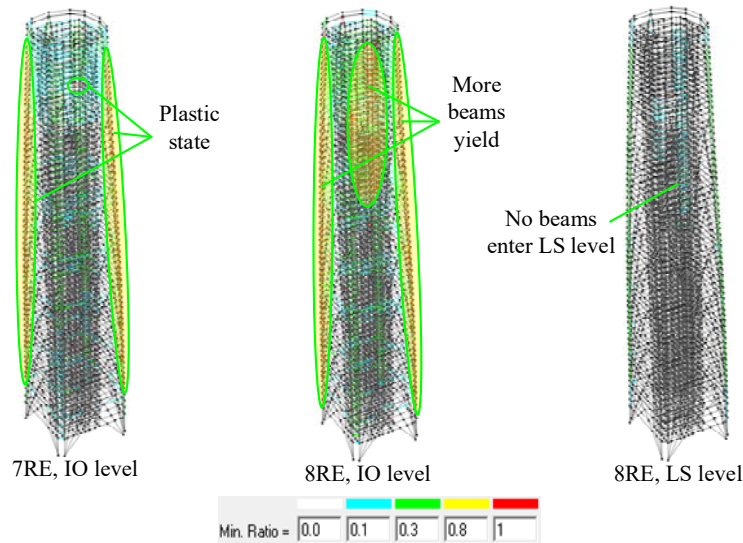 Plastic
state
More
beams
yield
No beams
enter LS level
7RE, IO level
8RE, IO level
8RE, LS level
Min. Ratio = 0.0 0.1 0.3 0.8 1